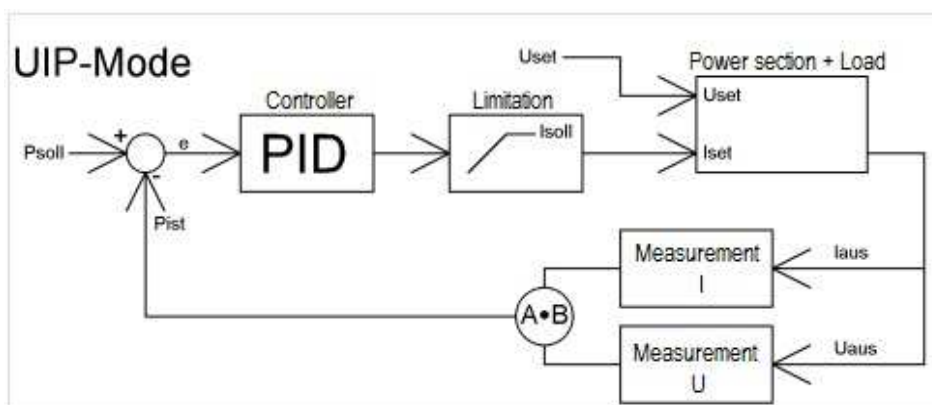 UIP-Mode
Uset
Power section + Load
Controller
Limitation
Uset
Psoll
+
e
PID
Isoll
Iset
-
Pist
Measurement
I
Iaus
A•B
Measurement
U
Uaus